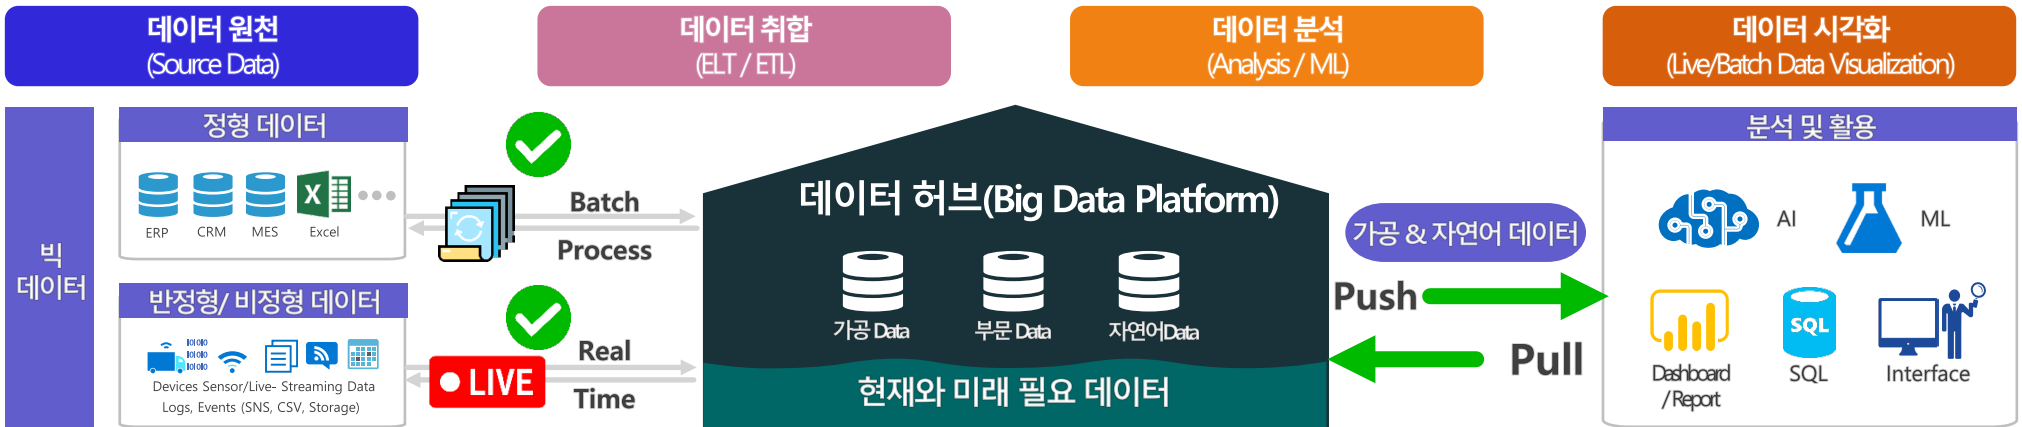 데이터 원천
(Source Data)
데이터 취합
(ELT / ETL)
데이터 분석
(Analysis / ML)
데이터 시각화
(Live/Batch Data Visualization)
빅
데이터
정형 데이터
X
ERP
CRM
MES
Excel
반정형/ 비정형 데이터
Devices Sensor/Live- Streaming Data
Logs, Events (SNS, CSV, Storage)
Batch
Process
LIVE
Real
Time
데이터 허브(Big Data Platform)
가공 Data
부문 Data
자연어Data
현재와 미래 필요 데이터
가공 & 자연어 데이터
Push
Pull
분석 및 활용
AI
ML
SQL
Dashboard
/ Report
SQL
Interface